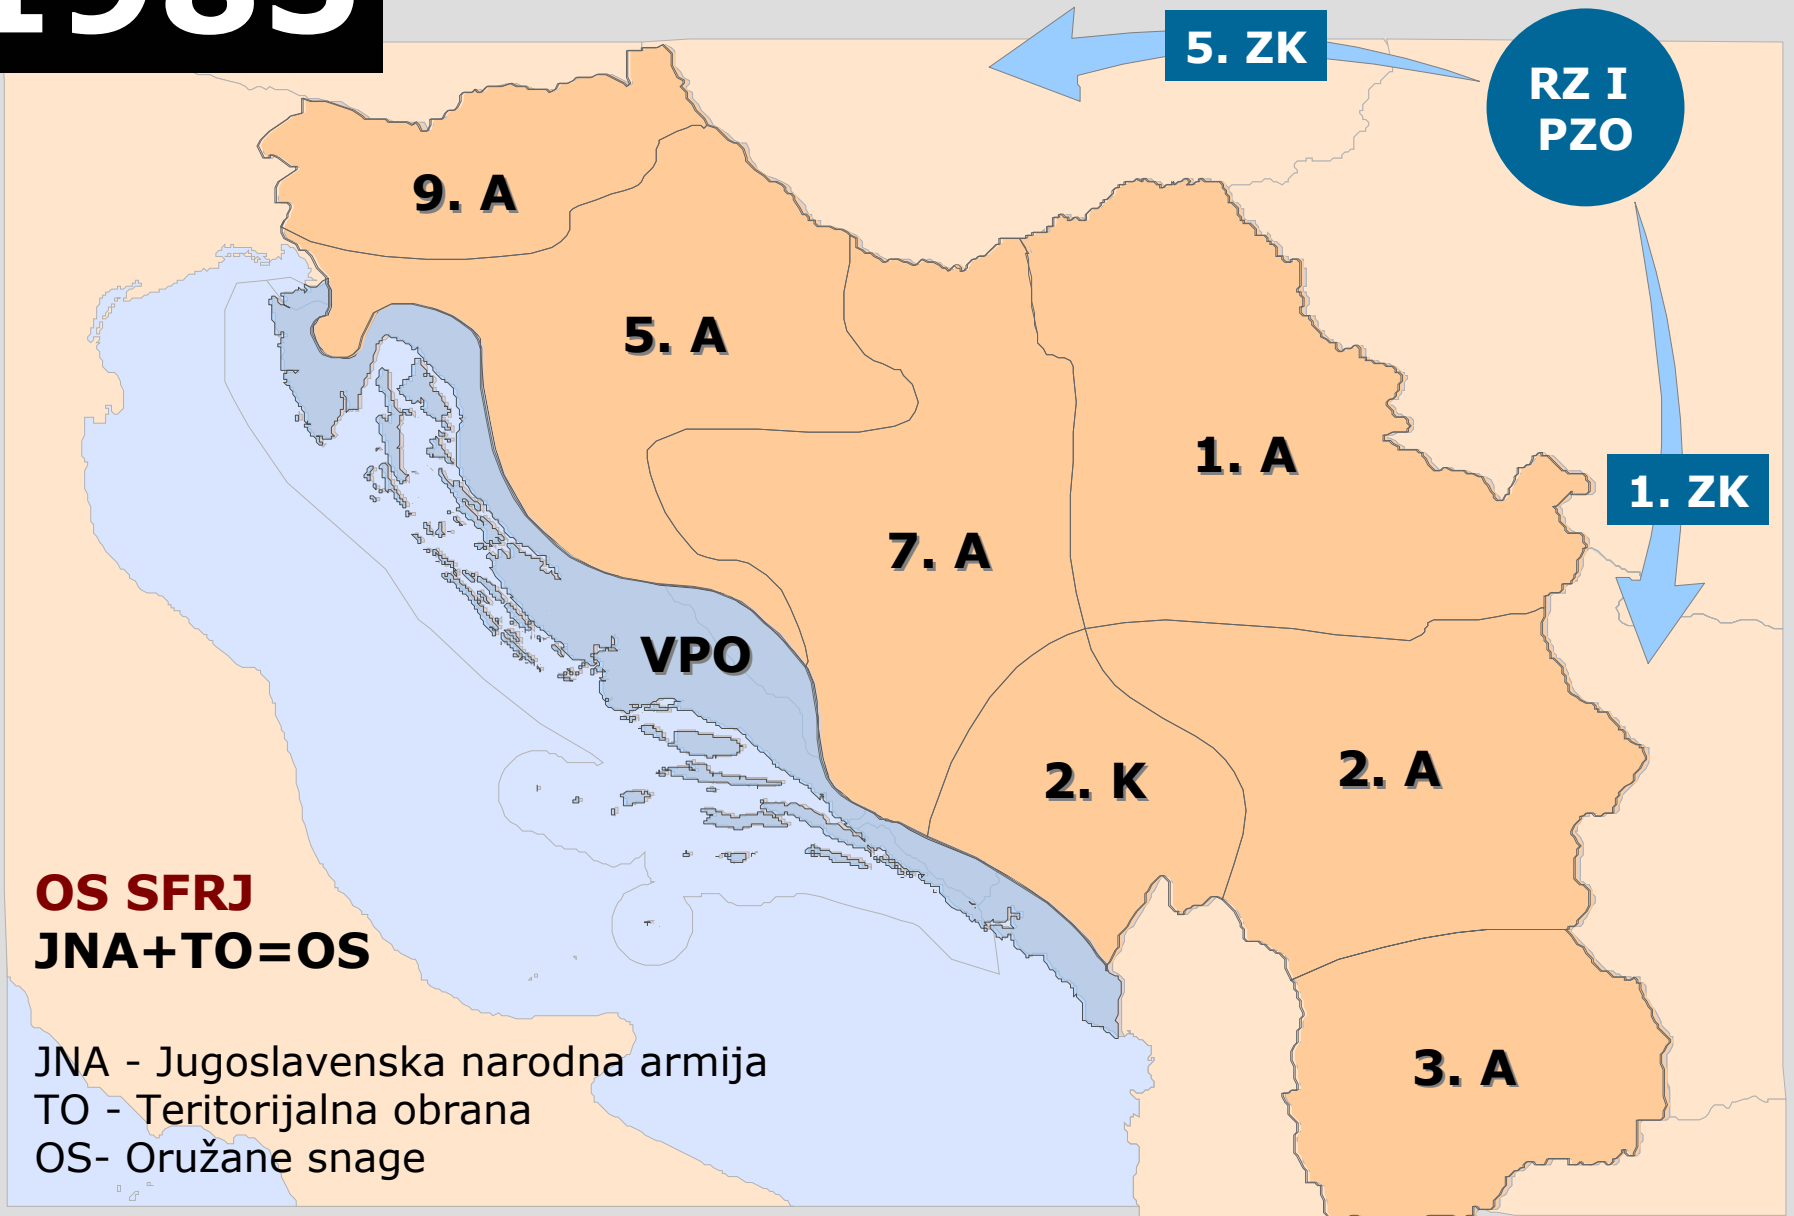 5. ZK
RZ I
PZO
9. A
5. A
1. A
1. ZK
7. A
VPO
2. K
2. A
OS SFRJ
JNA+TO=OS
3. A
JNA - Jugoslavenska narodna armija
TO - Teritorijalna obrana
OS- Oružane snage